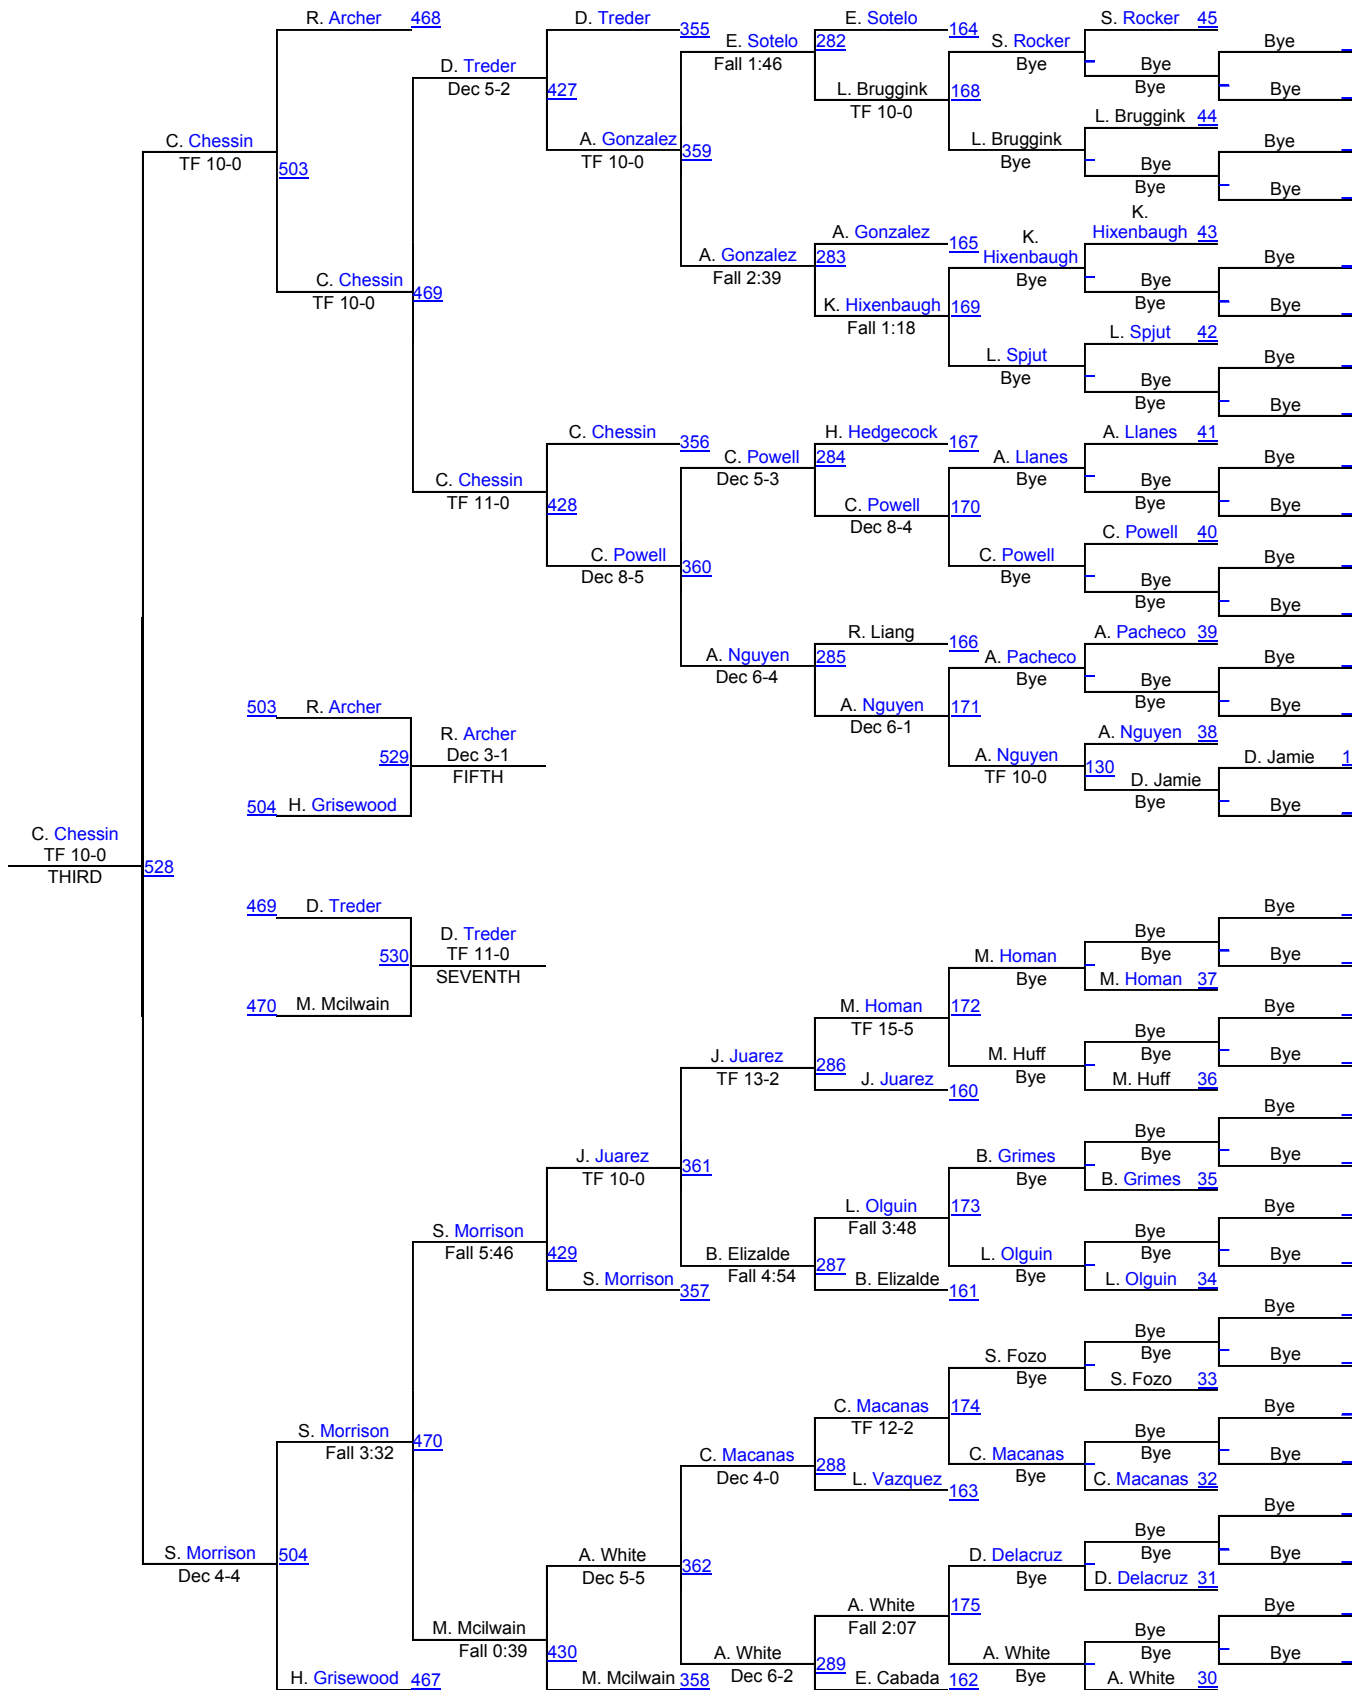 R. Archer 468
D. Treder 355
E. Sotelo 164
S. Rocker 45
E. Sotelo 282
Fall 1:46
S. Rocker
Bye
Bye
D. Treder
Dec 5-2
427
L. Bruggink
TF 10-0
168
Bye
Bye
Bye
L. Bruggink 44
C. Chessin
TF 10-0
503
A. Gonzalez
TF 10-0
359
L. Bruggink
Bye
Bye
Bye
Bye
Bye
K.
Hixenbaugh 43
A. Gonzalez 165
K.
Hixenbaugh
Bye
A. Gonzalez
Fall 2:39
283
Bye
Bye
Bye
Bye
C. Chessin
TF 10-0
469
K. Hixenbaugh
Fall 1:18
169
L. Spjut 42
L. Spjut
Bye
Bye
Bye
Bye
Bye
C. Chessin 356
H. Hedgecock 167
A. Llanes 41
C. Powell
Dec 5-3
284
A. Llanes
Bye
Bye
Bye
Bye
Bye
C. Chessin
TF 11-0
428
C. Powell
Dec 8-4
170
C. Powell 40
C. Powell
Dec 8-5
360
C. Powell
Bye
Bye
Bye
Bye
Bye
R. Liang 166
A. Pacheco 39
A. Nguyen
Dec 6-4
285
A. Pacheco
Bye
Bye
Bye
Bye
Bye
503 R. Archer
A. Nguyen
Dec 6-1
171
R. Archer
Dec 3-1
FIFTH
529
A. Nguyen 38
A. Nguyen
TF 10-0
130
D. Jamie
Bye
D. Jamie 1
Bye
504 H. Grisewood
C. Chessin
TF 10-0
THIRD
528
469 D. Treder
D. Treder
TF 11-0
SEVENTH
530
470 M. Mcilwain
Bye
Bye
Bye
Bye
M. Homan
Bye
M. Homan 37
M. Homan
TF 15-5
172
Bye
Bye
Bye
Bye
J. Juarez
TF 13-2
286
M. Huff
Bye
M. Huff 36
J. Juarez 160
Bye
Bye
Bye
Bye
J. Juarez
TF 10-0
361
B. Grimes
Bye
B. Grimes 35
L. Olguin
Fall 3:48
173
Bye
Bye
Bye
Bye
S. Morrison
Fall 5:46
429
B. Elizalde
Fall 4:54
287
L. Olguin
Bye
L. Olguin 34
S. Morrison 357
B. Elizalde 161
Bye
Bye
Bye
Bye
S. Fozo
Bye
S. Fozo 33
C. Macanas
TF 12-2
174
Bye
Bye
Bye
Bye
S. Morrison
Fall 3:32
470
C. Macanas
Dec 4-0
288
C. Macanas
Bye
C. Macanas 32
L. Vazquez 163
Bye
Bye
Bye
Bye
S. Morrison
Dec 4-4
504
A. White
Dec 5-5
362
D. Delacruz
Bye
D. Delacruz 31
A. White
Fall 2:07
175
Bye
Bye
Bye
Bye
M. Mcilwain
Fall 0:39
430
A. White
Dec 6-2
289
A. White
Bye
A. White 30
H. Grisewood 467
M. Mcilwain 358
E. Cabada 162